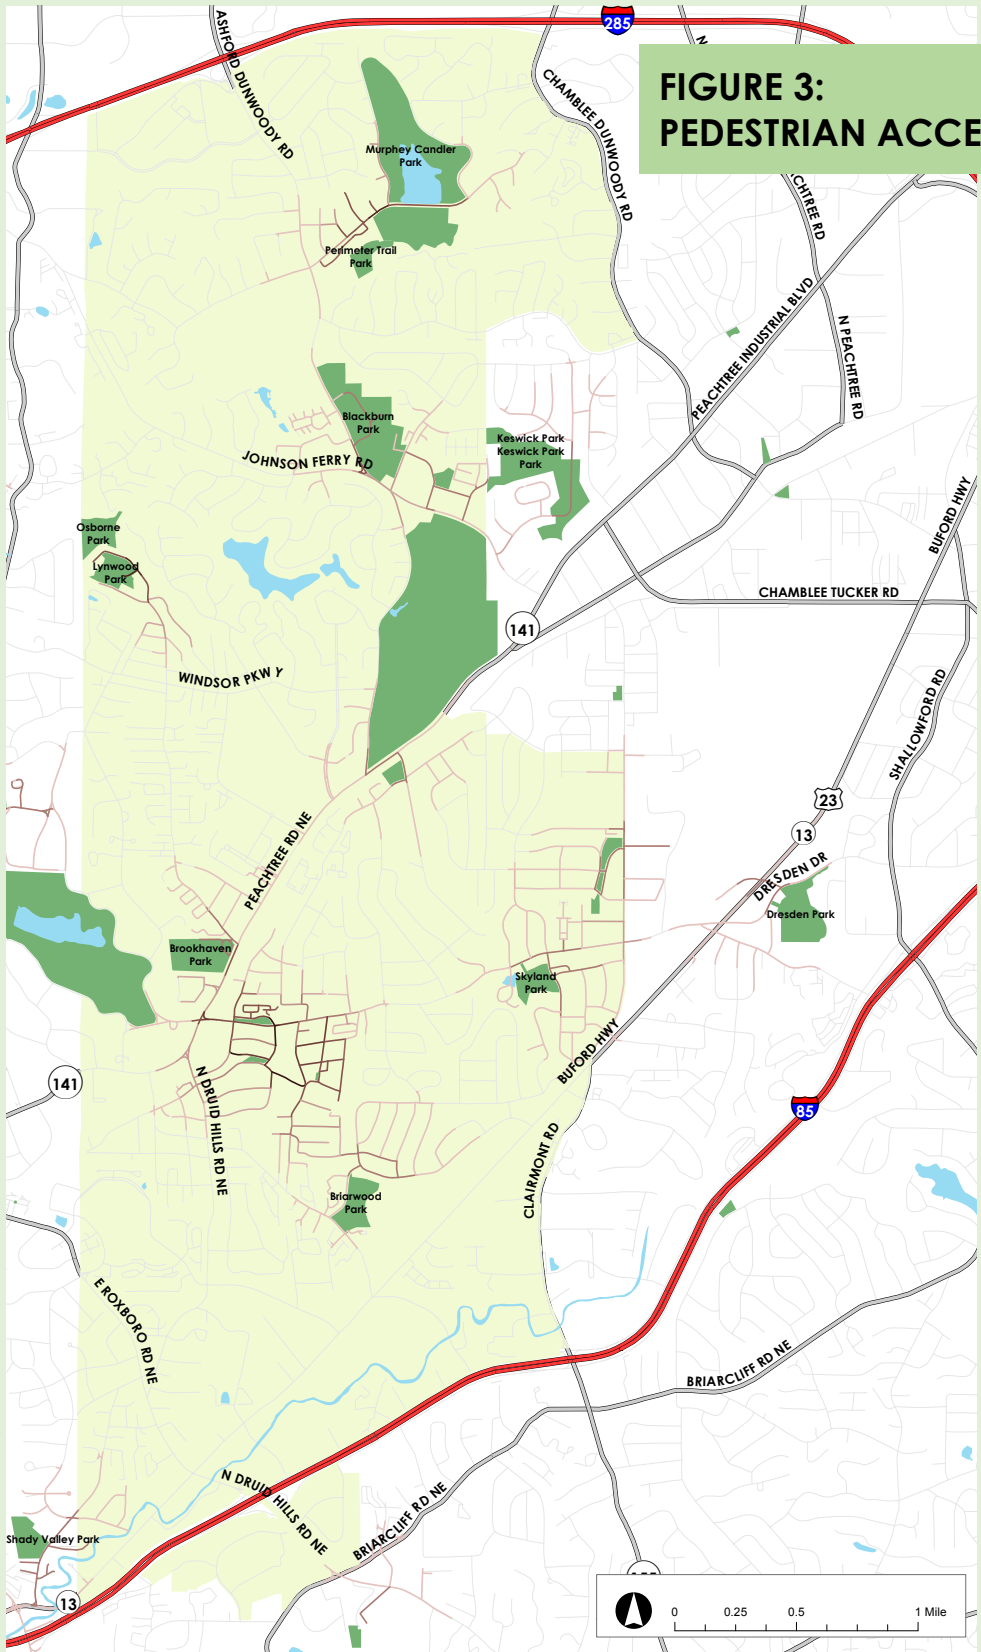 285
ASHFORD DUNWOODY RD
CHAMBLEE DUNWOODY RD
N
FIGURE 3:
PEDESTRIAN ACCE
CHTREE RD
Murphey Candler
Park
Perimeter Trail
Park
PEACHTREE INDUSTRIAL BLVD
N PEACHTREE RD
Blackburn
Park
JOHNSON FERRY RD
Keswick Park
Keswick Park
Park
BUFORD HWY
Osborne
Park
Lynwood
Park
CHAMBLEE TUCKER RD
141
WINDSOR PKWY
SHALLOWFORD RD
23
13
PEACHTREE RD NE
DRESDEN DR
Dresden Park
Brookhaven
Park
Skyland
Park
BUFORD HWY
141
N DRUID HILLS RD NE
85
CLAIRMONT RD
Briarwood
Park
E ROXBORO RD NE
BRIARCLIFF RD NE
N DRUID HILLS RD NE
BRIARCLIFF RD NE
Shady Valley Park
13
0 0.25 0.5 1 Mile